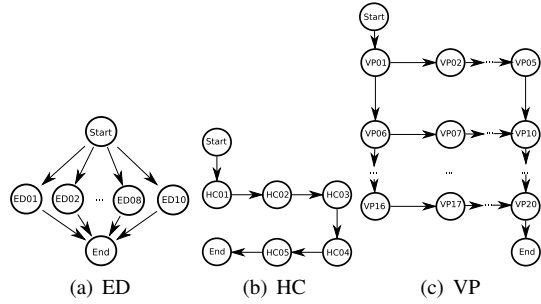 Start
VP01 VP02 ... VP05
VP06 VP07 ... VP10
... ... ...
VP16 VP17 ... VP20
End
Start
ED01 ED02 ... ED08 ED10
End
Start
HC01 HC02 HC03
End HC05 HC04
(a) ED (b) HC (c) VP